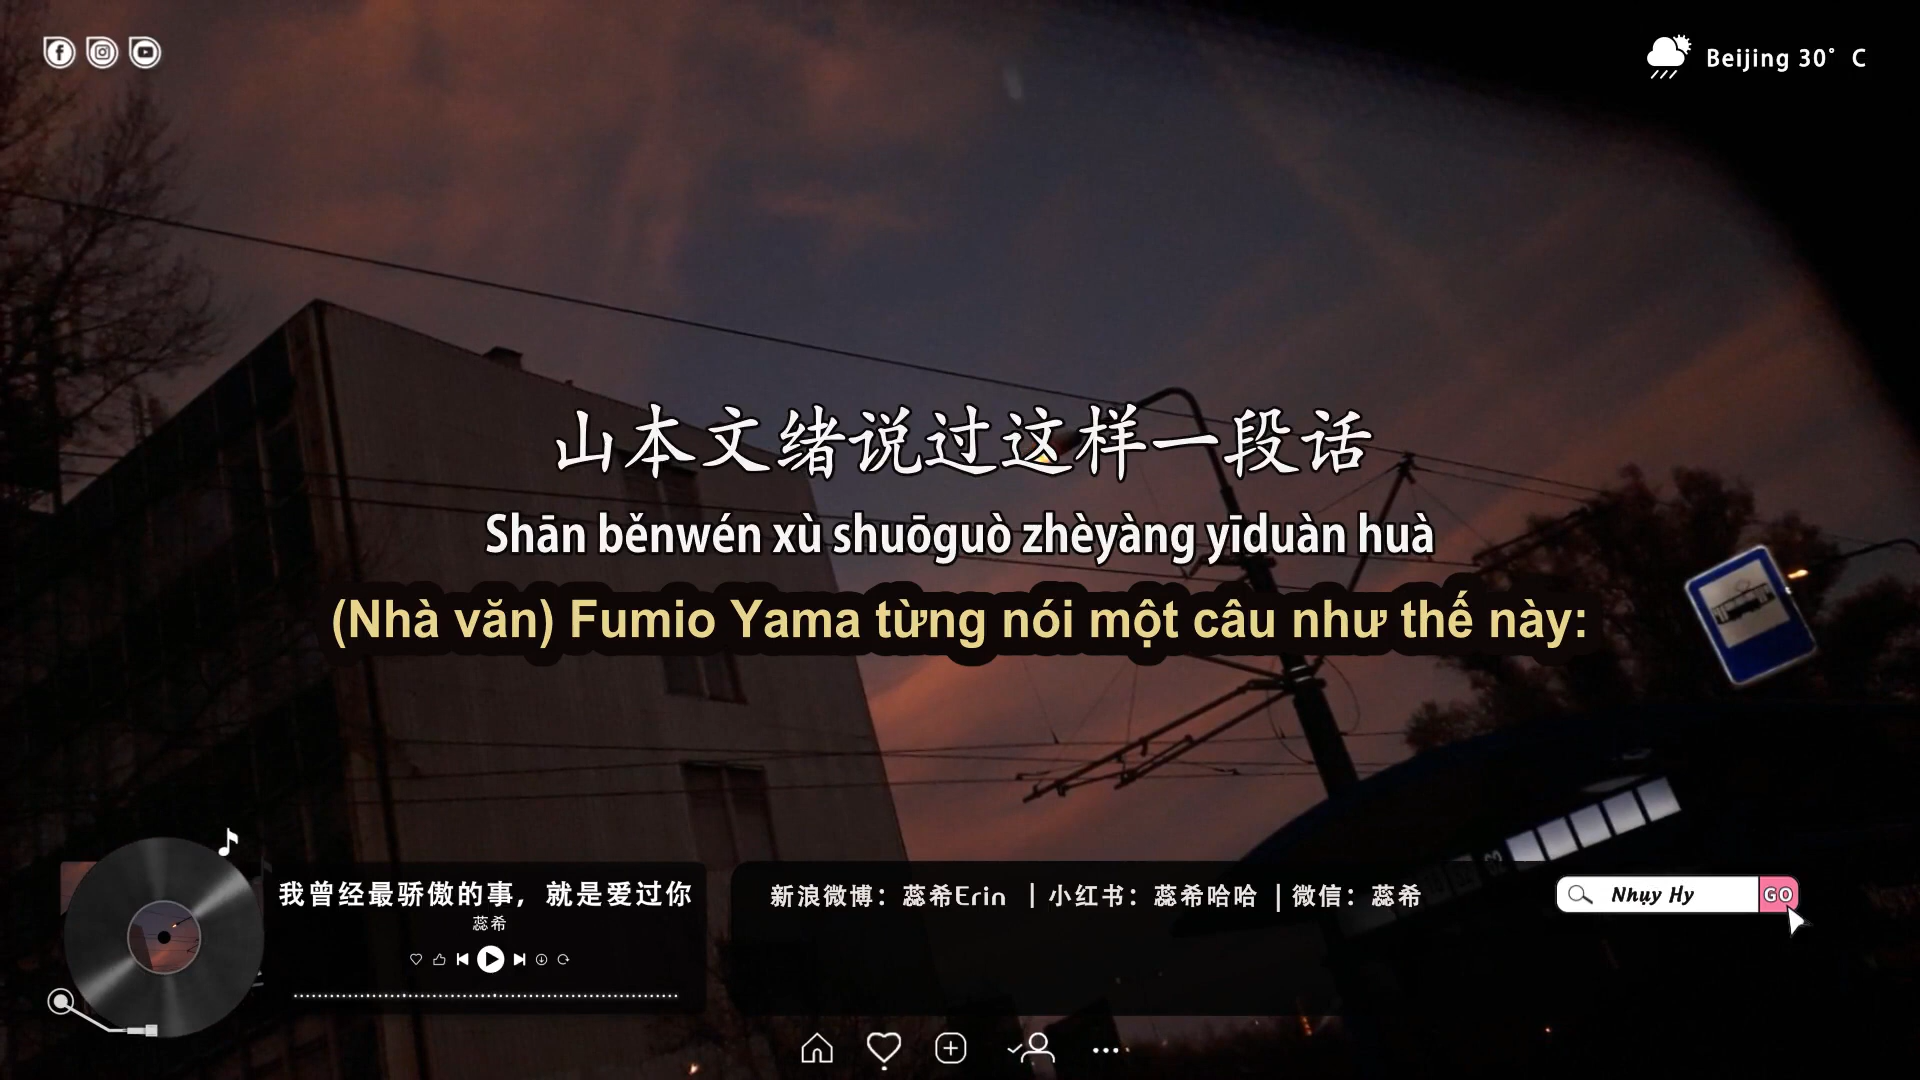 Beijing 30° C
山本文绪说过这样一段话
Shān běnwén xù shuōguò zhèyàng yīduàn huà
(Nhà văn) Fumio Yama từng nói một câu như thế này:
我曾经最骄傲的事，就是爱过你
蕊希
新浪微博：蕊希Erin | 小红书：蕊希哈哈 | 微信：蕊希
Nhụy Hy
GO